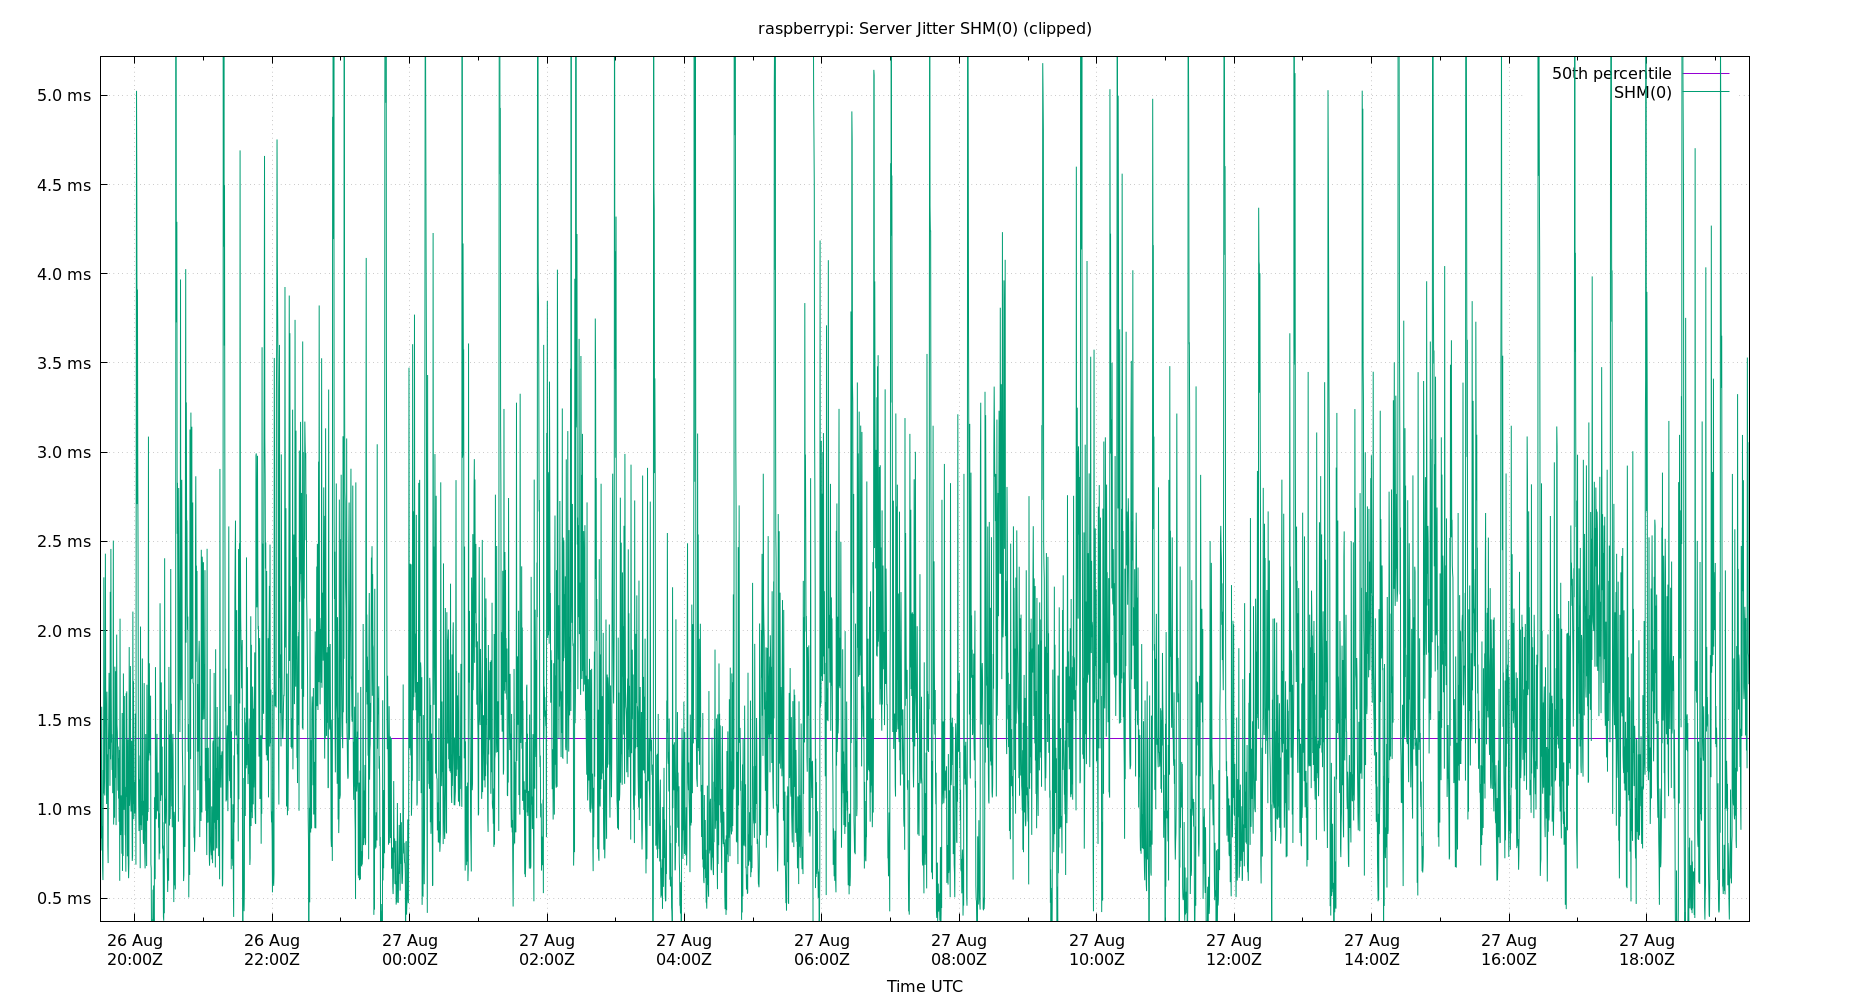 raspberrypi: Server Jitter SHM(0) (clipped)
50th percentile
SHM(0)
5.0 ms
4.5 ms
4.0 ms
3.5 ms
3.0 ms
2.5 ms
2.0 ms
1.5 ms
1.0 ms
0.5 ms
26 Aug 26 Aug 27 Aug 27 Aug 27 Aug 27 Aug 27 Aug 27 Aug 27 Aug 27 Aug 27 Aug 27 Aug
20:00Z 22:00Z 00:00Z 02:00Z 04:00Z 06:00Z 08:00Z 10:00Z 12:00Z 14:00Z 16:00Z 18:00Z
Time UTC